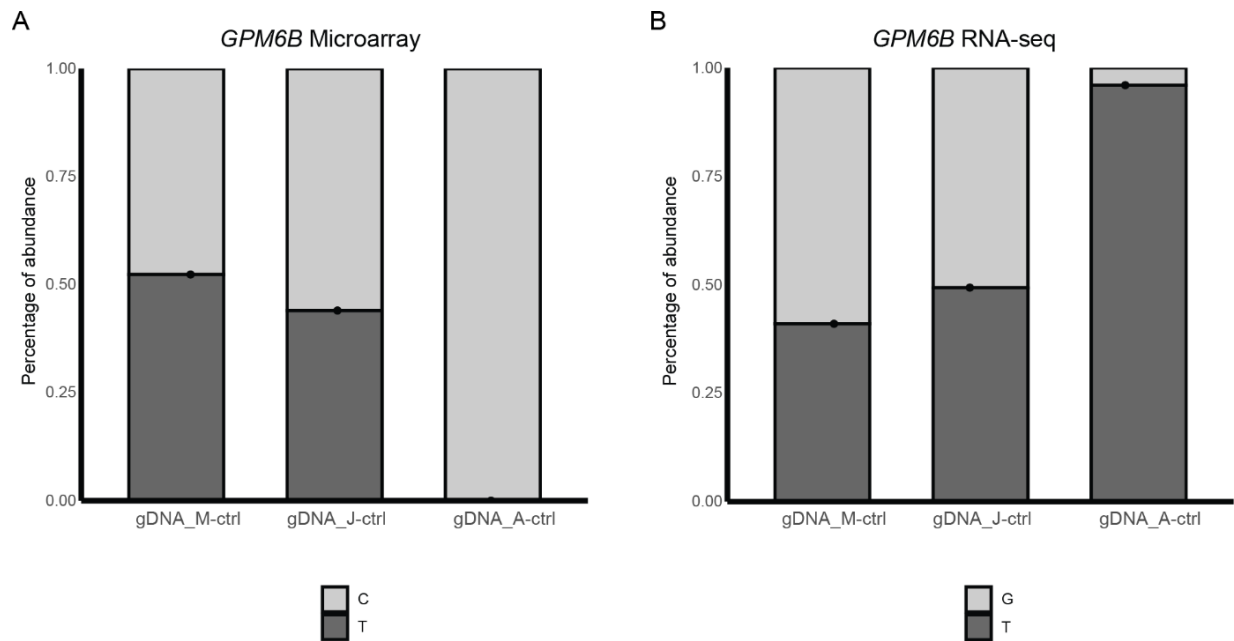 A
GPM6B Microarray
Percentage of abundance
1.00
0.75
0.50
0.25
0.00
gDNA_M-ctrl gDNA_J-ctrl gDNA_A-ctrl
C
T
B
GPM6B RNA-seq
Percentage of abundance
1.00
0.75
0.50
0.25
0.00
gDNA_M-ctrl gDNA_J-ctrl gDNA_A-ctrl
G
T